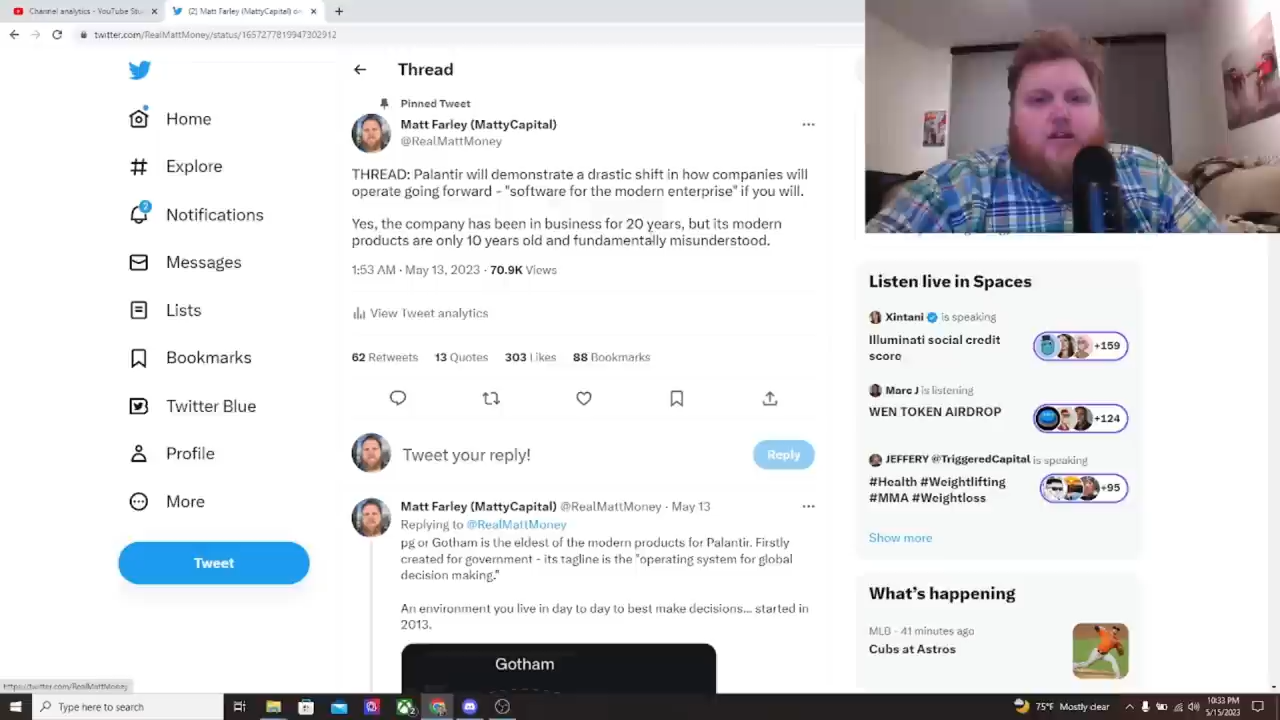 Channel analytics - YouTube Stu
(2) Matt Farley (MattyCapital) on
twitter.com/RealMattMoney/status/1657277819947302912
Home
Explore
2
Notifications
Messages
Lists
Bookmarks
Twitter Blue
Profile
More
Tweet
Thread
Pinned Tweet
Matt Farley (MattyCapital)
@RealMattMoney
THREAD: Palantir will demonstrate a drastic shift in how companies will
operate going forward - "software for the modern enterprise" if you will.
Yes, the company has been in business for 20 years, but its modern
products are only 10 years old and fundamentally misunderstood.
1:53 AM · May 13, 2023 · 70.9K Views
View Tweet analytics
62 Retweets 13 Quotes 303 Likes 88 Bookmarks
Tweet your reply!
Reply
Matt Farley (MattyCapital) @RealMattMoney · May 13
Replying to @RealMattMoney
pg or Gotham is the eldest of the modern products for Palantir. Firstly
created for government - its tagline is the "operating system for global
decision making."
An environment you live in day to day to best make decisions... started in
2013.
Gotham
Listen live in Spaces
Xintani is speaking
Illuminati social credit
score
+159
Marc J is listening
WEN TOKEN AIRDROP
+124
JEFFERY @TriggeredCapital is speaking
#Health #Weightlifting
#MMA #Weightloss
+95
Show more
What's happening
MLB · 41 minutes ago
Cubs at Astros
https://twitter.com/RealMattMoney
Type here to search
75°F Mostly clear
10:33 PM
5/15/2023